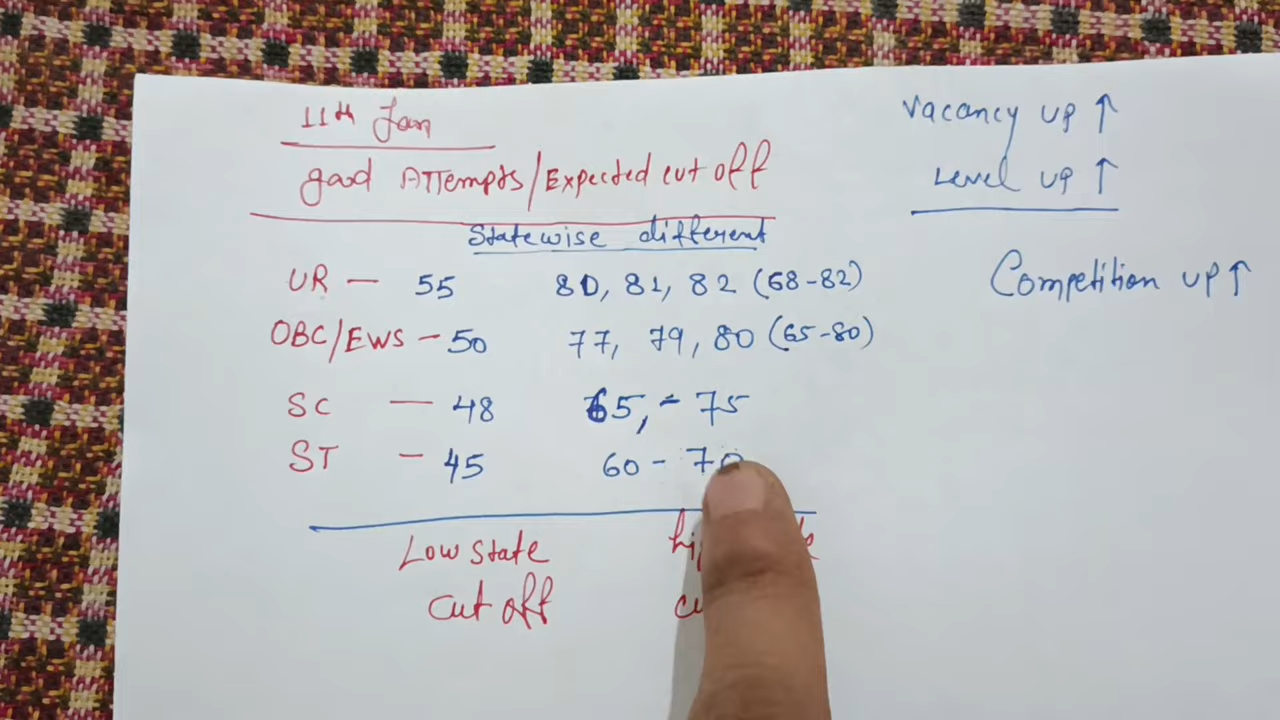 11th Jan
good Attempts/Expected cut off
Statewise different
UR — 55 80, 81, 82 (68-82)
OBC/EWS - 50 77, 79, 80 (65-80)
SC — 48 65, - 75
ST - 45 60 - 70
Low state
cut off
Vacancy up ↑
Level up ↑
Competition up ↑